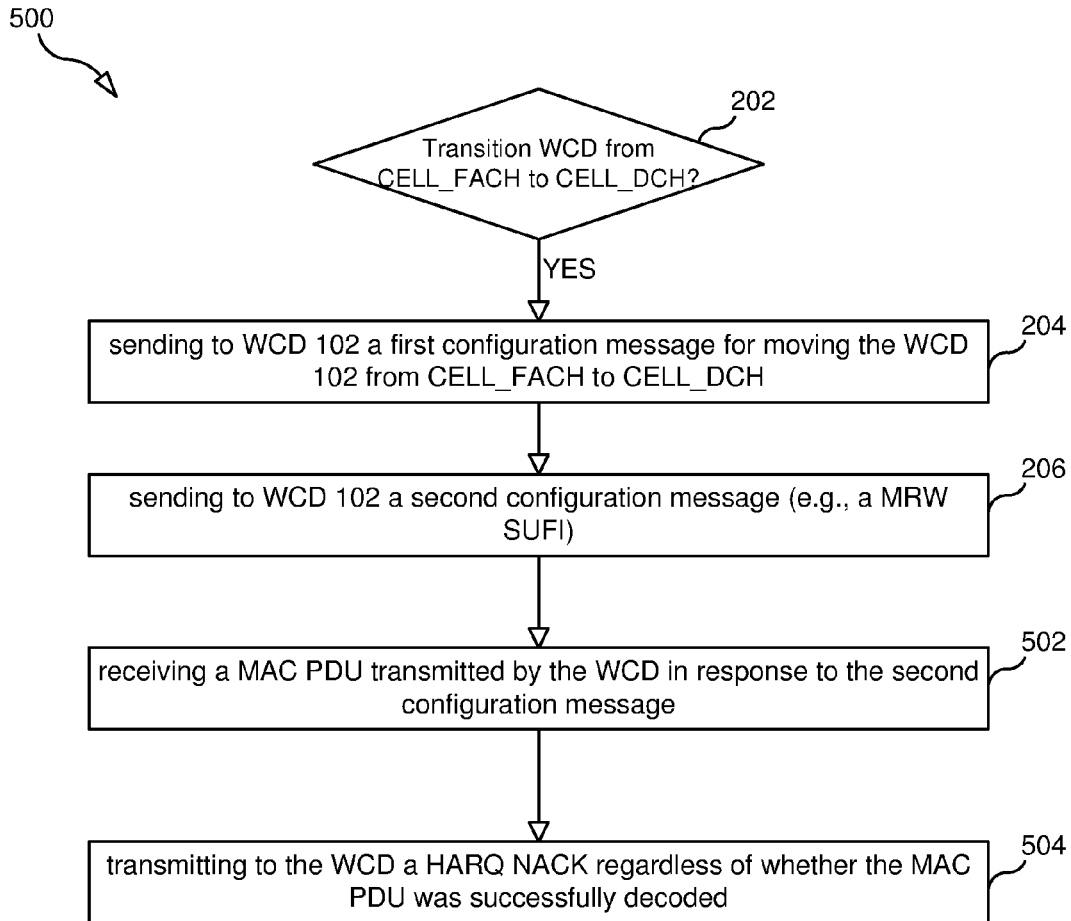 500
202
Transition WCD from
CELL_FACH to CELL_DCH?
YES
204
sending to WCD 102 a first configuration message for moving the WCD
102 from CELL_FACH to CELL_DCH
206
sending to WCD 102 a second configuration message (e.g., a MRW
SUFI)
502
receiving a MAC PDU transmitted by the WCD in response to the second
configuration message
504
transmitting to the WCD a HARQ NACK regardless of whether the MAC
PDU was successfully decoded